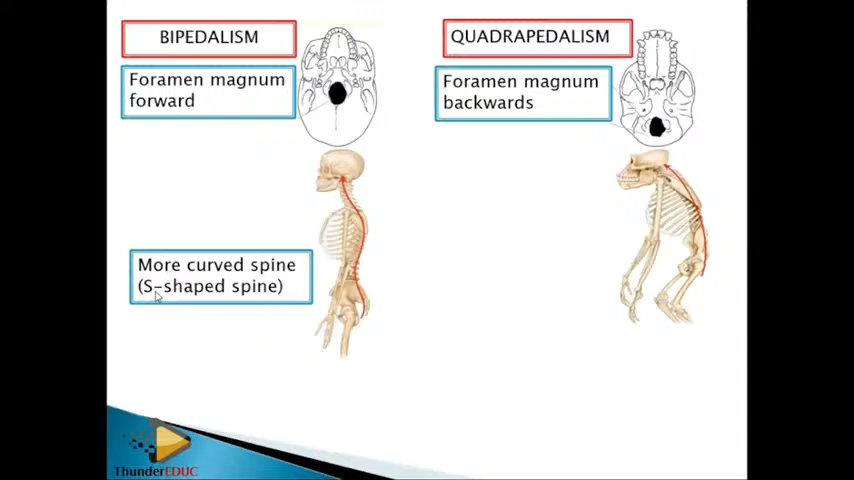 BIPEDALISM
Foramen magnum
forward
More curved spine
(S-shaped spine)
QUADRAPEDALISM
Foramen magnum
backwards
ThunderEDUC